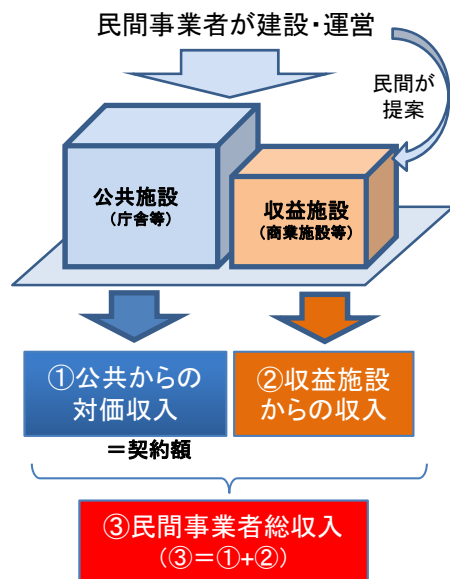 民間事業者が建設・運営
民間が
提案
公共施設
（庁舎等）
収益施設
（商業施設等）
①公共からの
対価収入
＝契約額
②収益施設
からの収入
③民間事業者総収入
（③＝①+②）